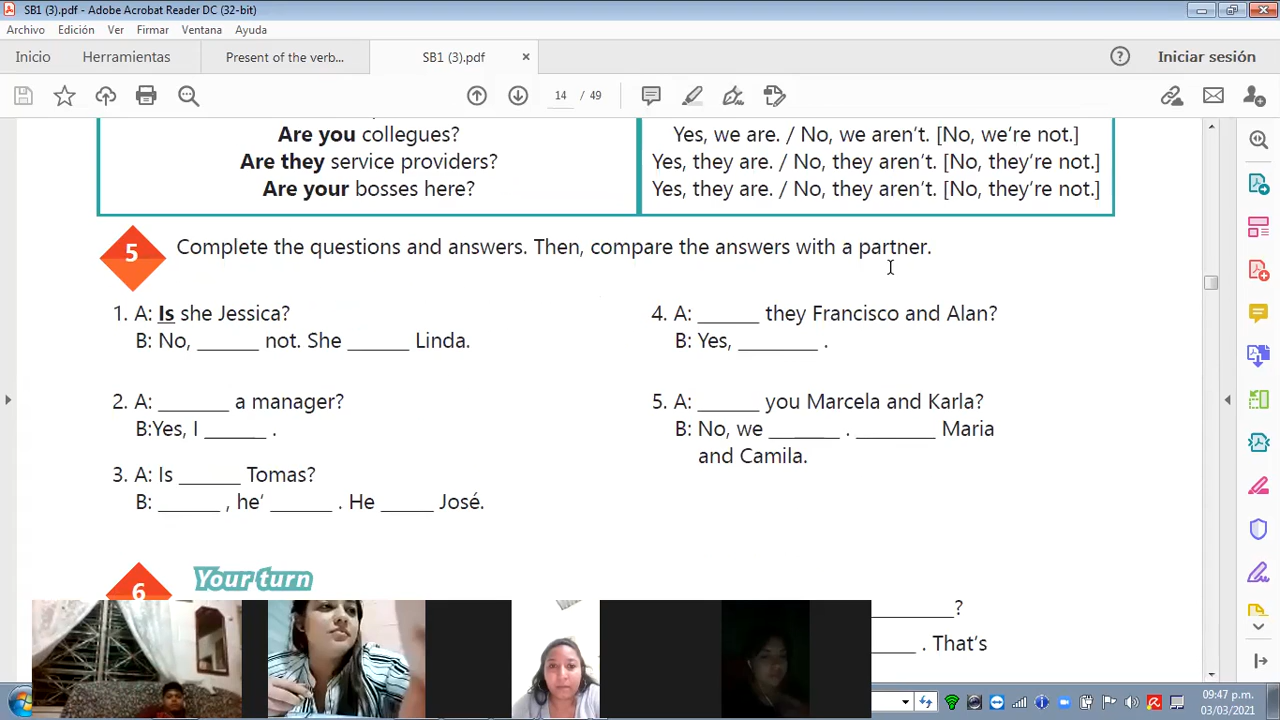 SB1 (3).pdf - Adobe Acrobat Reader DC (32-bit)
Archivo Edición Ver Firmar Ventana Ayuda
Inicio Herramientas Present of the verb... SB1 (3).pdf × Iniciar sesión
14 / 49
Are you collegues? Yes, we are. / No, we aren't. [No, we're not.]
Are they service providers? Yes, they are. / No, they aren't. [No, they're not.]
Are your bosses here? Yes, they are. / No, they aren't. [No, they're not.]
5 Complete the questions and answers. Then, compare the answers with a partner.
1. A: Is she Jessica?
B: No, ______ not. She ______ Linda.
2. A: _______ a manager?
B:Yes, I ______ .
3. A: Is ______ Tomas?
B: ______ , he' ______ . He _____ José.
4. A: ______ they Francisco and Alan?
B: Yes, ________ .
5. A: ______ you Marcela and Karla?
B: No, we _______ . ________ Maria
and Camila.
6 Your turn
________ ?
_____ . That's
09:47 p.m.
03/03/2021